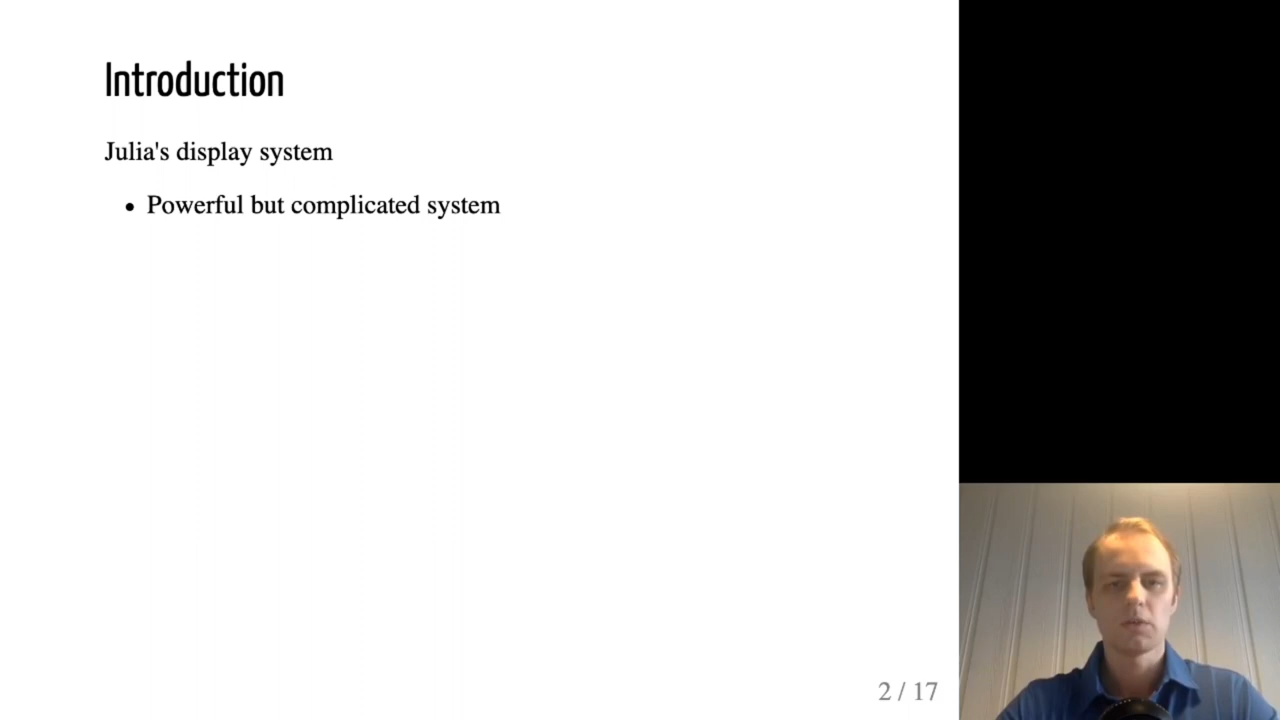 Introduction
Julia's display system
Powerful but complicated system
2 / 17